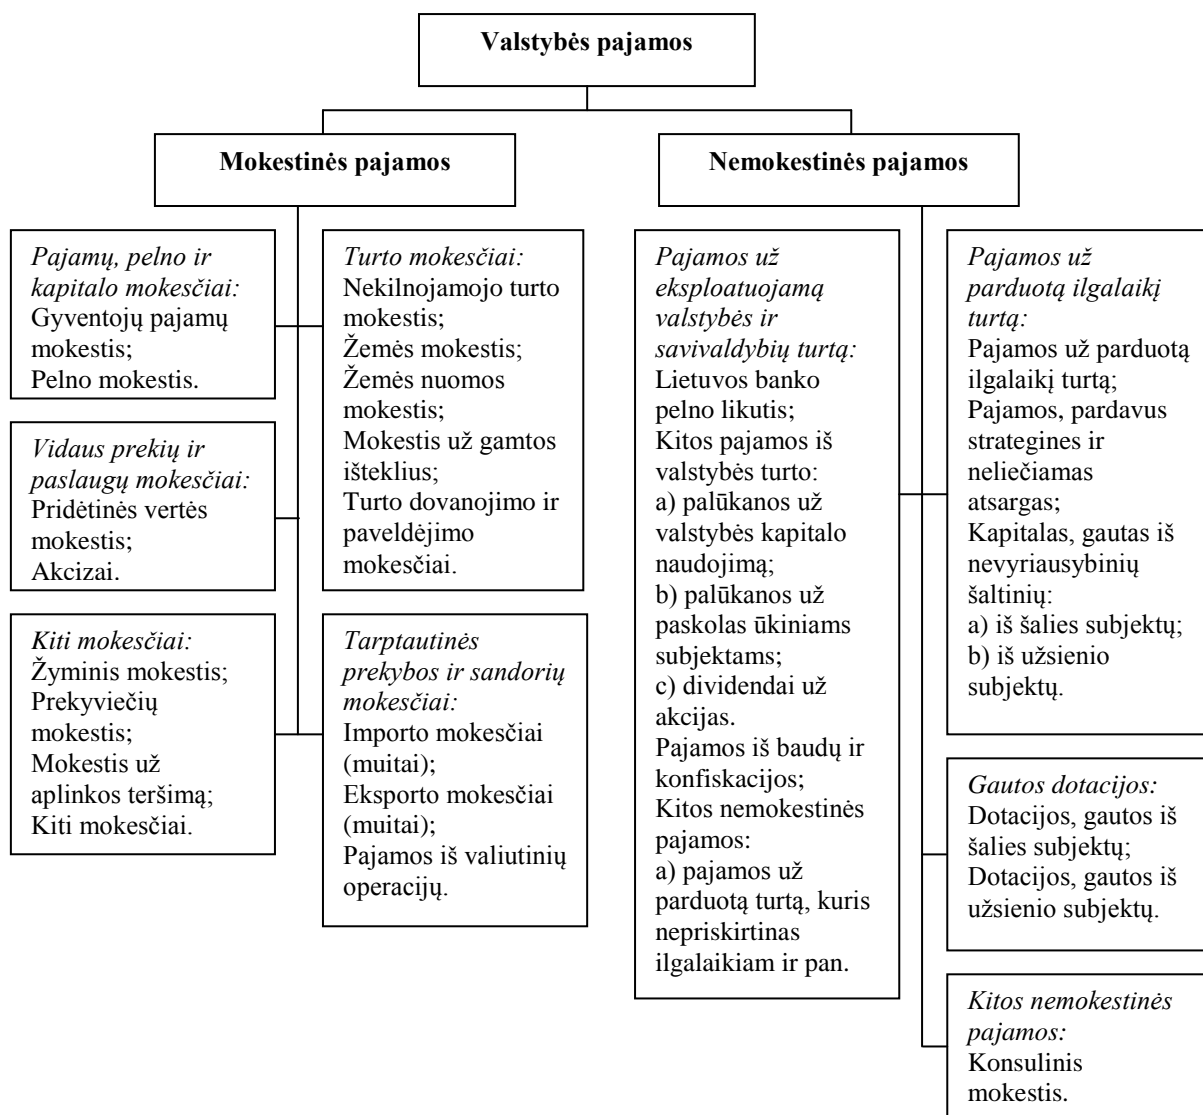 Valstybės pajamos
Mokestinės pajamos
Nemokestinės pajamos
Pajamų, pelno ir
kapitalo mokesčiai:
Gyventojų pajamų
mokestis;
Pelno mokestis.
Turto mokesčiai:
Nekilnojamojo turto
mokestis;
Žemės mokestis;
Žemės nuomos
mokestis;
Mokestis už gamtos
išteklius;
Turto dovanojimo ir
paveldėjimo
mokesčiai.
Vidaus prekių ir
paslaugų mokesčiai:
Pridėtinės vertės
mokestis;
Akcizai.
Kiti mokesčiai:
Žyminis mokestis;
Prekyviečių
mokestis;
Mokestis už
aplinkos teršimą;
Kiti mokesčiai.
Tarptautinės
prekybos ir sandorių
mokesčiai:
Importo mokesčiai
(muitai);
Eksporto mokesčiai
(muitai);
Pajamos iš valiutinių
operacijų.
Pajamos už
eksploatuojamą
valstybės ir
savivaldybių turtą:
Lietuvos banko
pelno likutis;
Kitos pajamos iš
valstybės turto:
a) palūkanos už
valstybės kapitalo
naudojimą;
b) palūkanos už
paskolas ūkiniams
subjektams;
c) dividendai už
akcijas.
Pajamos iš baudų ir
konfiskacijos;
Kitos nemokestinės
pajamos:
a) pajamos už
parduotą turtą, kuris
nepriskirtinas
ilgalaikiam ir pan.
Pajamos už
parduotą ilgalaikį
turtą:
Pajamos už parduotą
ilgalaikį turtą;
Pajamos, pardavus
strategines ir
neliečiamas
atsargas;
Kapitalas, gautas iš
nevyriausybinių
šaltinių:
a) iš šalies subjektų;
b) iš užsienio
subjektų.
Gautos dotacijos:
Dotacijos, gautos iš
šalies subjektų;
Dotacijos, gautos iš
užsienio subjektų.
Kitos nemokestinės
pajamos:
Konsulinis
mokestis.